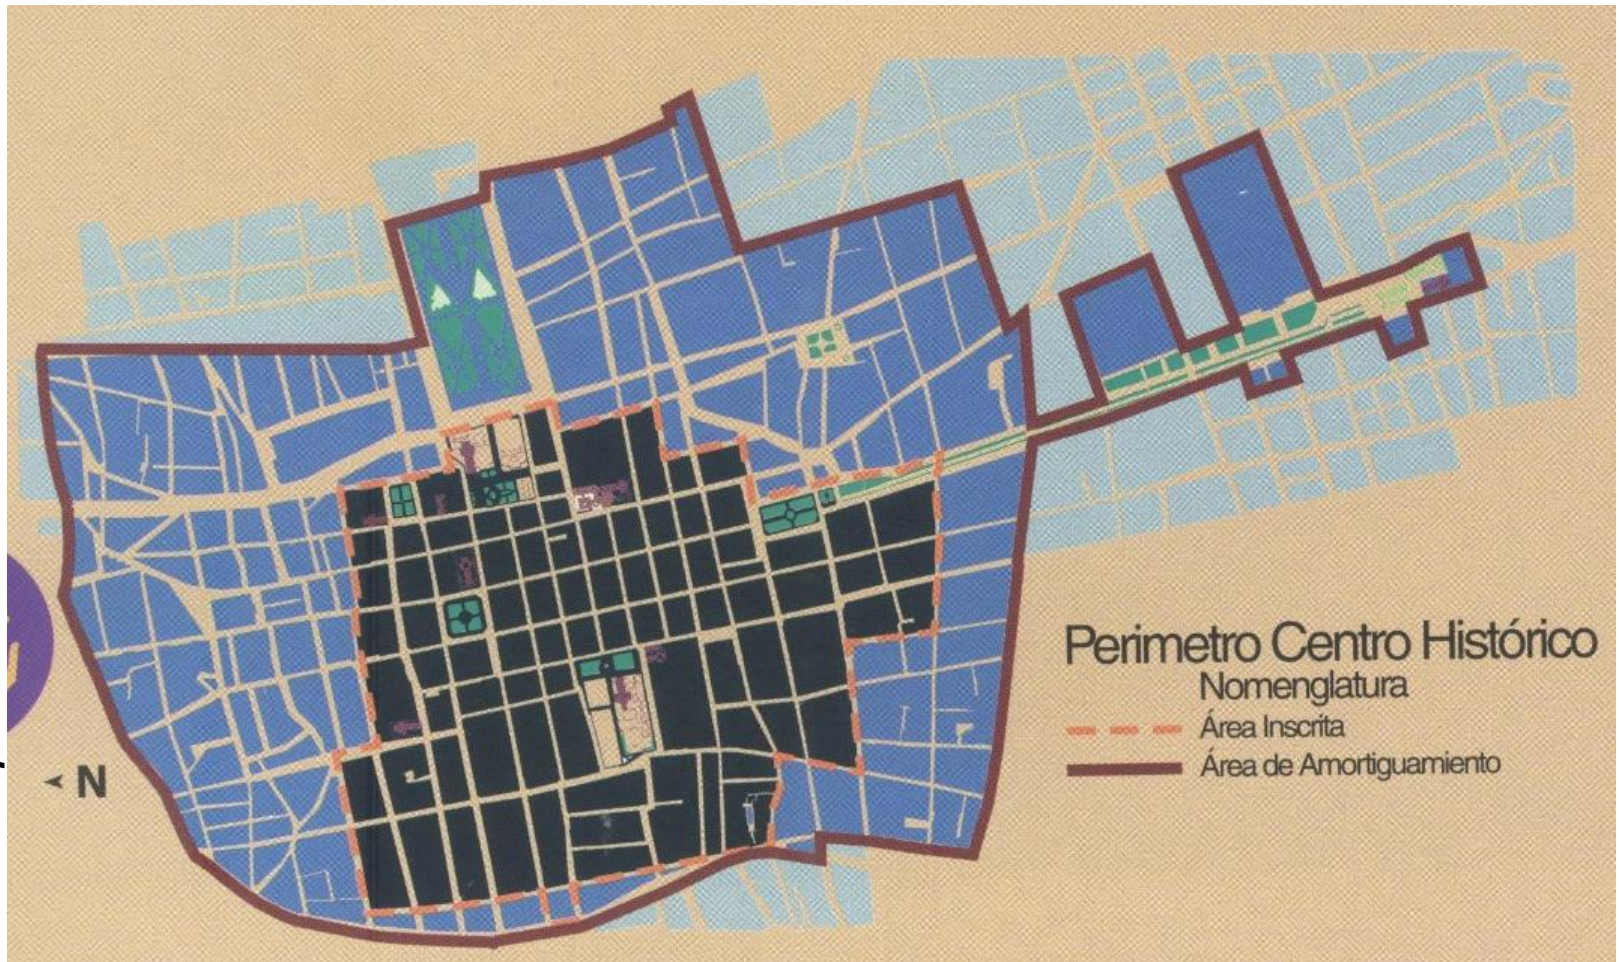 Perimetro Centro Histórico
Nomenglatura
Área Inscrita
Área de Amortiguamiento
N